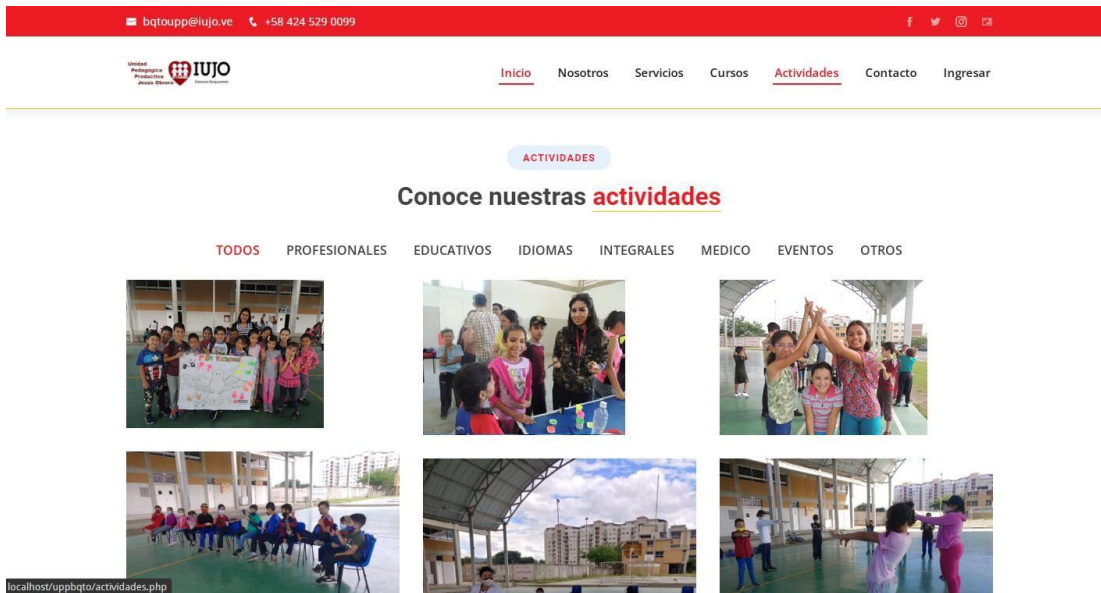 bqtoupp@iujo.ve +58 424 529 0099
Unidad
Pedagógica
Productiva
Jesús Obrero
IUJO
Inicio Nosotros Servicios Cursos Actividades Contacto Ingresar
ACTIVIDADES
Conoce nuestras actividades
TODOS PROFESIONALES EDUCATIVOS IDIOMAS INTEGRALES MEDICO EVENTOS OTROS
localhost/uppbqto/actividades.php